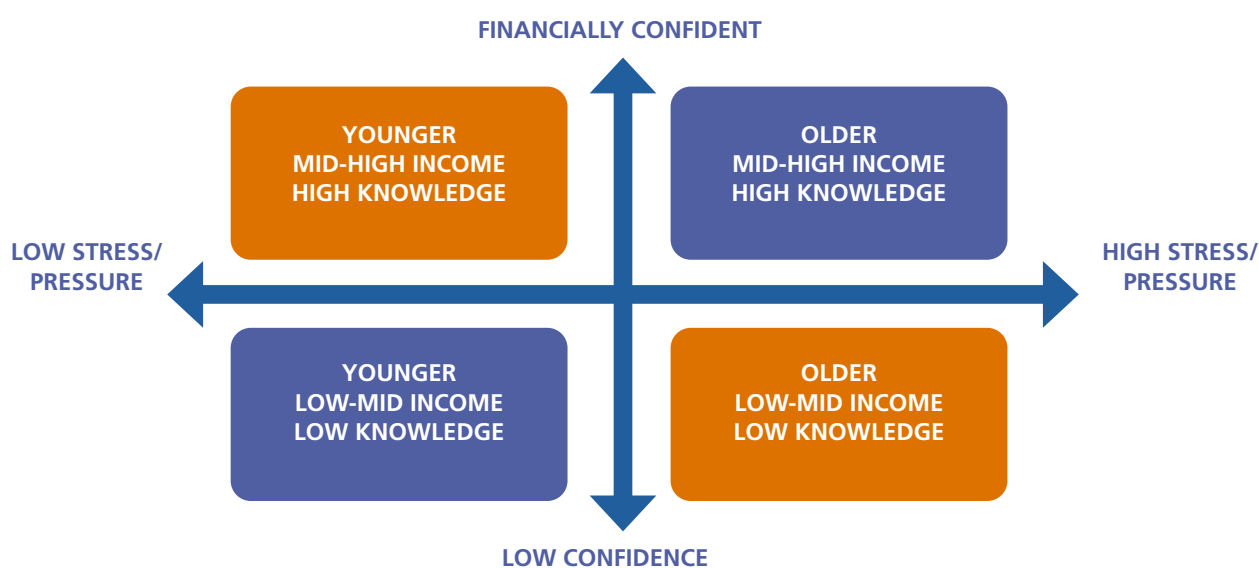 FINANCIALLY CONFIDENT
YOUNGER
MID-HIGH INCOME
HIGH KNOWLEDGE
OLDER
MID-HIGH INCOME
HIGH KNOWLEDGE
LOW STRESS/
PRESSURE
HIGH STRESS/
PRESSURE
YOUNGER
LOW-MID INCOME
LOW KNOWLEDGE
OLDER
LOW-MID INCOME
LOW KNOWLEDGE
LOW CONFIDENCE